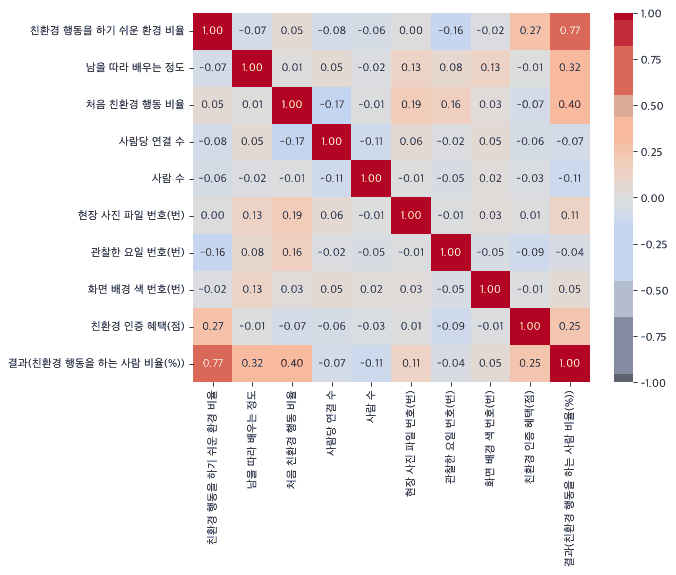 친환경 행동을 하기 쉬운 환경 비율 1.00 -0.07 0.05 -0.08 -0.06 0.00 -0.16 -0.02 0.27 0.77
남을 따라 배우는 정도 -0.07 1.00 0.01 0.05 -0.02 0.13 0.08 0.13 -0.01 0.32
처음 친환경 행동 비율 0.05 0.01 1.00 -0.17 -0.01 0.19 0.16 0.03 -0.07 0.40
사람당 연결 수 -0.08 0.05 -0.17 1.00 -0.11 0.06 -0.02 0.05 -0.06 -0.07
사람 수 -0.06 -0.02 -0.01 -0.11 1.00 -0.01 -0.05 0.02 -0.03 -0.11
현장 사진 파일 번호(번) 0.00 0.13 0.19 0.06 -0.01 1.00 -0.01 0.03 0.01 0.11
관찰한 요일 번호(번) -0.16 0.08 0.16 -0.02 -0.05 -0.01 1.00 -0.05 -0.09 -0.04
화면 배경 색 번호(번) -0.02 0.13 0.03 0.05 0.02 0.03 -0.05 1.00 -0.01 0.05
친환경 인증 혜택(점) 0.27 -0.01 -0.07 -0.06 -0.03 0.01 -0.09 -0.01 1.00 0.25
결과(친환경 행동을 하는 사람 비율(%)) 0.77 0.32 0.40 -0.07 -0.11 0.11 -0.04 0.05 0.25 1.00
친환경 행동을 하기 쉬운 환경 비율
남을 따라 배우는 정도
처음 친환경 행동 비율
사람당 연결 수
사람 수
현장 사진 파일 번호(번)
관찰한 요일 번호(번)
화면 배경 색 번호(번)
친환경 인증 혜택(점)
결과(친환경 행동을 하는 사람 비율(%))
1.00
0.75
0.50
0.25
0.00
-0.25
-0.50
-0.75
-1.00